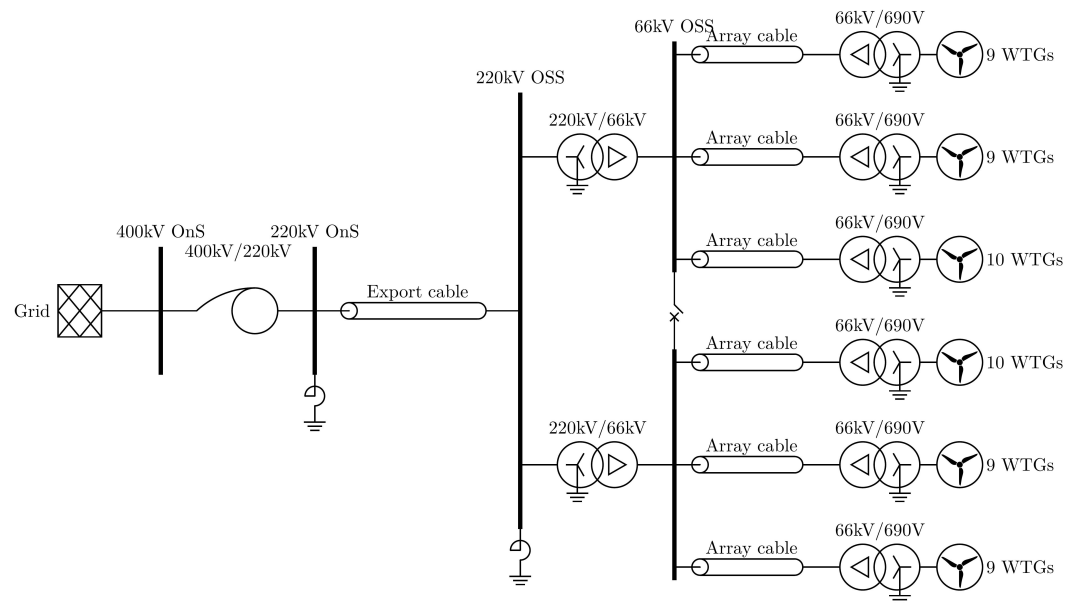 66kV/690V
66kV OSS
Array cable
9 WTGs
220kV OSS
220kV/66kV
66kV/690V
Array cable
9 WTGs
400kV OnS
220kV OnS
400kV/220kV
66kV/690V
Array cable
10 WTGs
Grid
Export cable
66kV/690V
Array cable
10 WTGs
220kV/66kV
66kV/690V
Array cable
9 WTGs
66kV/690V
Array cable
9 WTGs